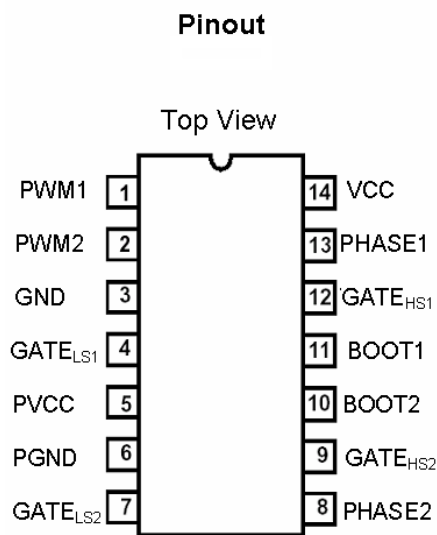 Pinout
Top View
PWM1 1 14 VCC
PWM2 2 13 PHASE1
GND 3 12 GATEHS1
GATELS1 4 11 BOOT1
PVCC 5 10 BOOT2
PGND 6 9 GATEHS2
GATELS2 7 8 PHASE2